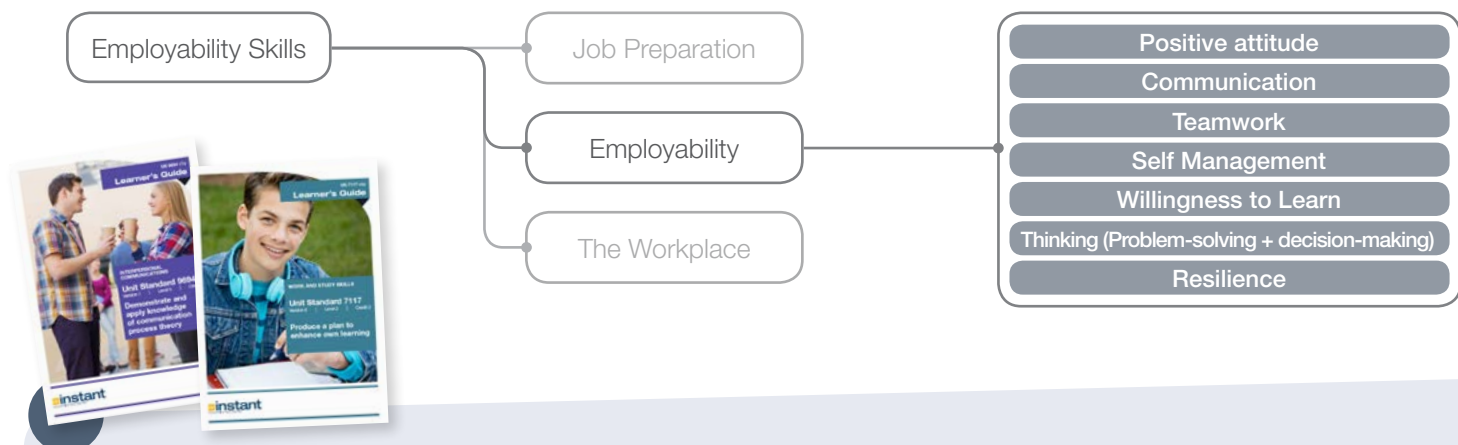 Employability Skills
Job Preparation
Employability
The Workplace
Positive attitude
Communication
Teamwork
Self Management
Willingness to Learn
Thinking (Problem-solving + decision-making)
Resilience
Learner's Guide
INTERPERSONAL
COMMUNICATIONS
Unit Standard 9694
Demonstrate and
apply knowledge
of communication
process theory
instant
Learner's Guide
WORK AND STUDY SKILLS
Unit Standard 7117
Produce a plan to
enhance own learning
instant